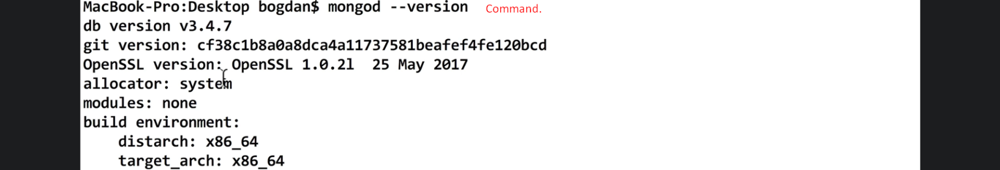 MacBook-Pro:Desktop bogdan$ mongod --version Command.
db version v3.4.7
git version: cf38c1b8a0a8dca4a11737581beafef4fe120bcd
OpenSSL version: OpenSSL 1.0.2l  25 May 2017
allocator: system
modules: none
build environment:
    distarch: x86_64
    target_arch: x86_64